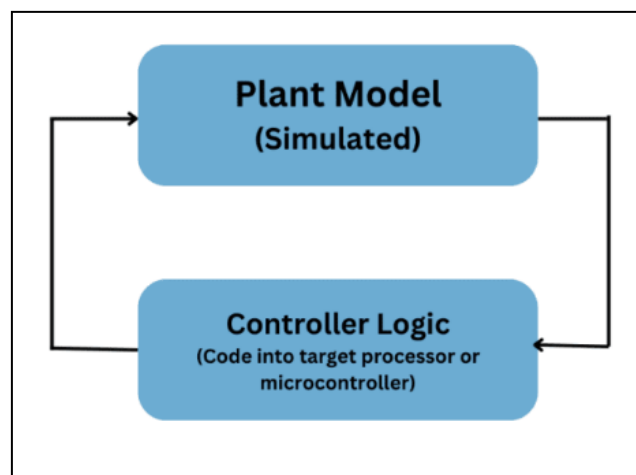 Plant Model
(Simulated)
Controller Logic
(Code into target processor or
microcontroller)